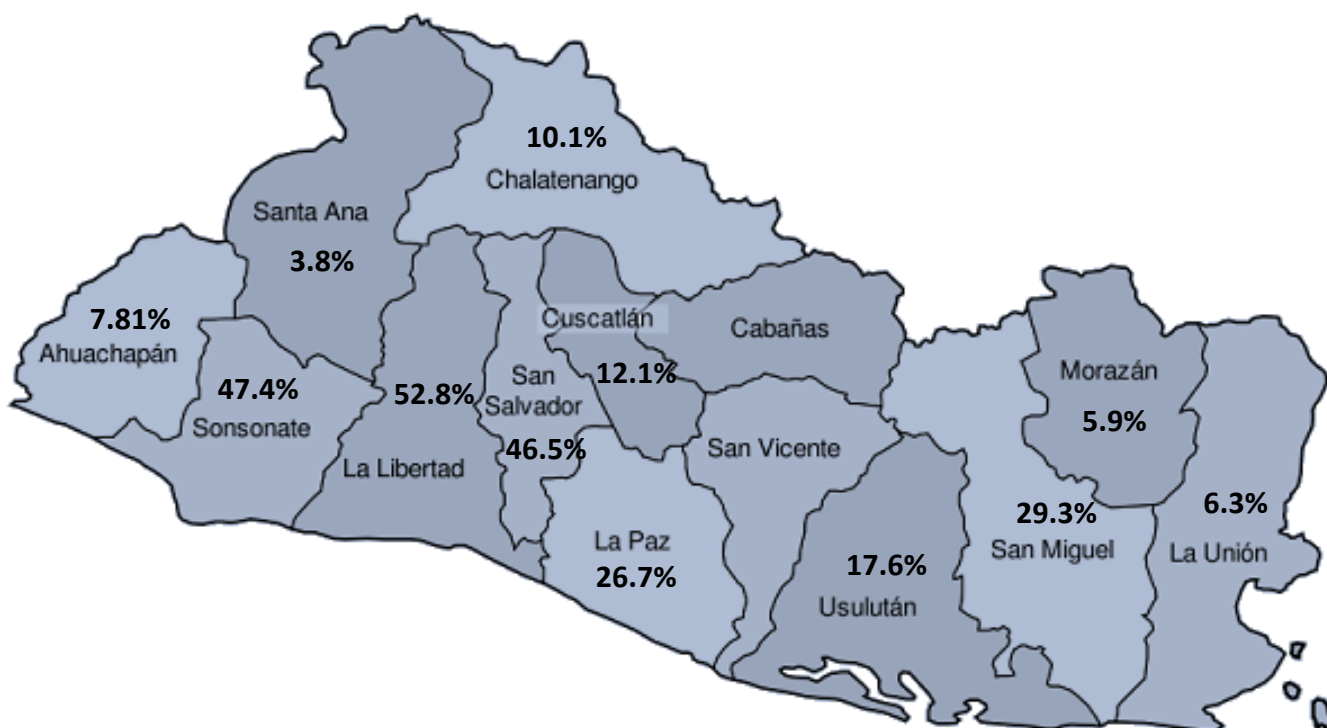 10.1%
Chalatenango
Santa Ana
3.8%
7.81%
Ahuachapán
47.4%
Sonsonate
52.8%
La Libertad
San
Salvador
46.5%
Cuscatlán
12.1%
Cabañas
San Vicente
La Paz
26.7%
17.6%
Usulután
29.3%
San Miguel
Morazán
5.9%
6.3%
La Unión